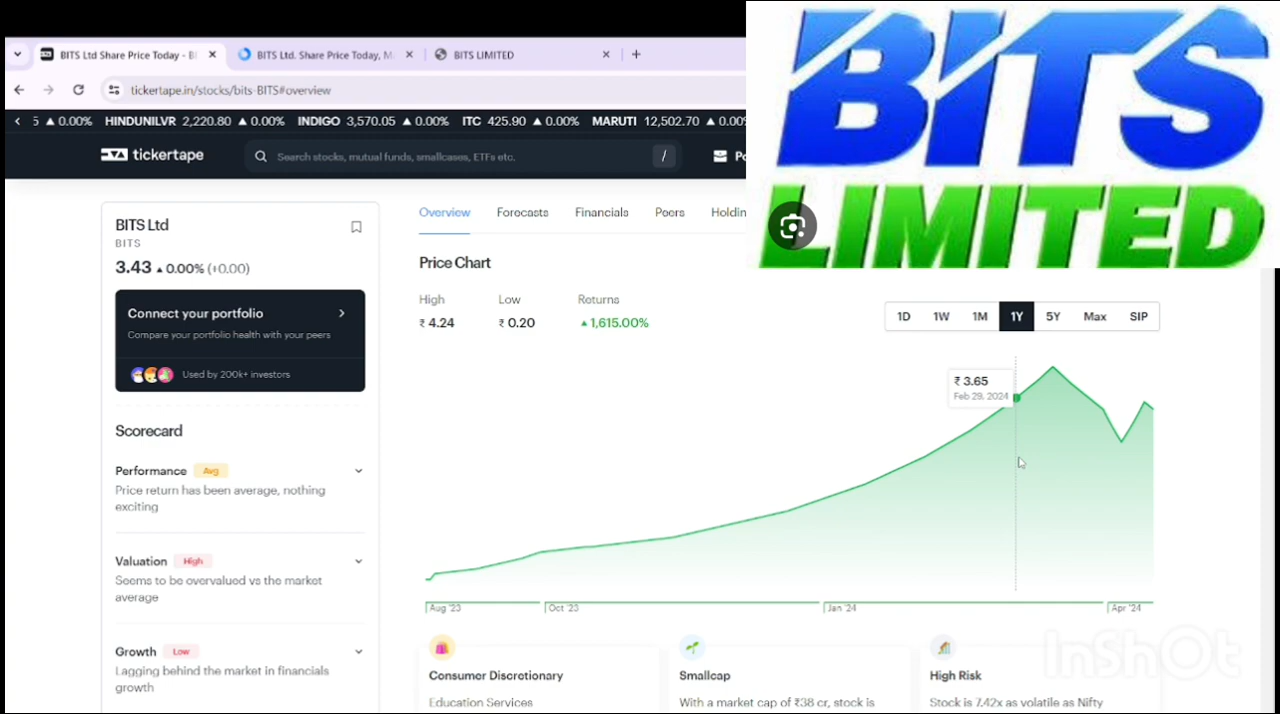 BITS Ltd Share Price Today - B
BITS Ltd. Share Price Today, M
BITS LIMITED
tickertape.in/stocks/bits-BITS#overview
5 ▲ 0.00% HINDUNILVR 2,220.80 ▲ 0.00% INDIGO 3,570.05 ▲ 0.00% ITC 425.90 ▲ 0.00% MARUTI 12,502.70 ▲ 0.00%
tickertape
Search stocks, mutual funds, smallcases, ETFs etc.
/
BITS
LIMITED
BITS Ltd
BITS
3.43 ▲ 0.00% (+0.00)
Connect your portfolio
Compare your portfolio health with your peers
Used by 200k+ investors
Scorecard
Performance Avg
Price return has been average, nothing
exciting
Valuation High
Seems to be overvalued vs the market
average
Growth Low
Lagging behind the market in financials
growth
Overview Forecasts Financials Peers Holdin
Price Chart
High Low Returns
₹ 4.24 ₹ 0.20 ▲ 1,615.00%
1D 1W 1M 1Y 5Y Max SIP
₹ 3.65
Feb 29, 2024
Aug '23 Oct '23 Jan '24 Apr '24
Consumer Discretionary
Education Services
Smallcap
With a market cap of ₹38 cr, stock is
High Risk
Stock is 7.42x as volatile as Nifty
InShOt